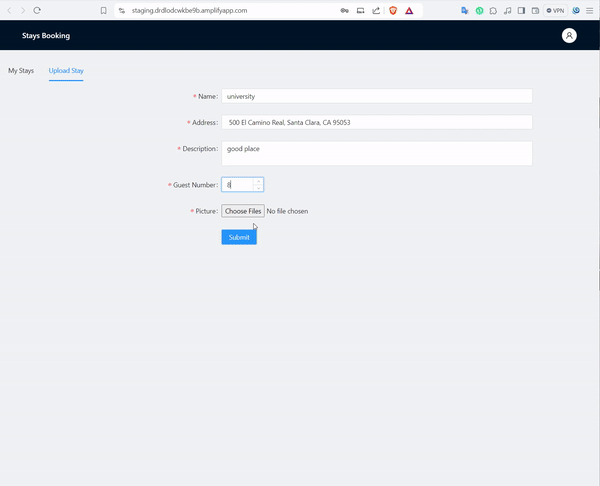 staging.drdlodcwkbe9b.amplifyapp.com
VPN
Stays Booking
My Stays
Upload Stay
* Name: university
* Address: 500 El Camino Real, Santa Clara, CA 95053
* Description: good place
* Guest Number: 8
* Picture: Choose Files No file chosen
Submit